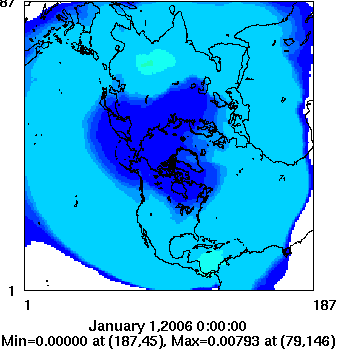 87
1
1
187
January 1,2006 0:00:00
Min=0.00000 at (187,45), Max=0.00793 at (79,146)